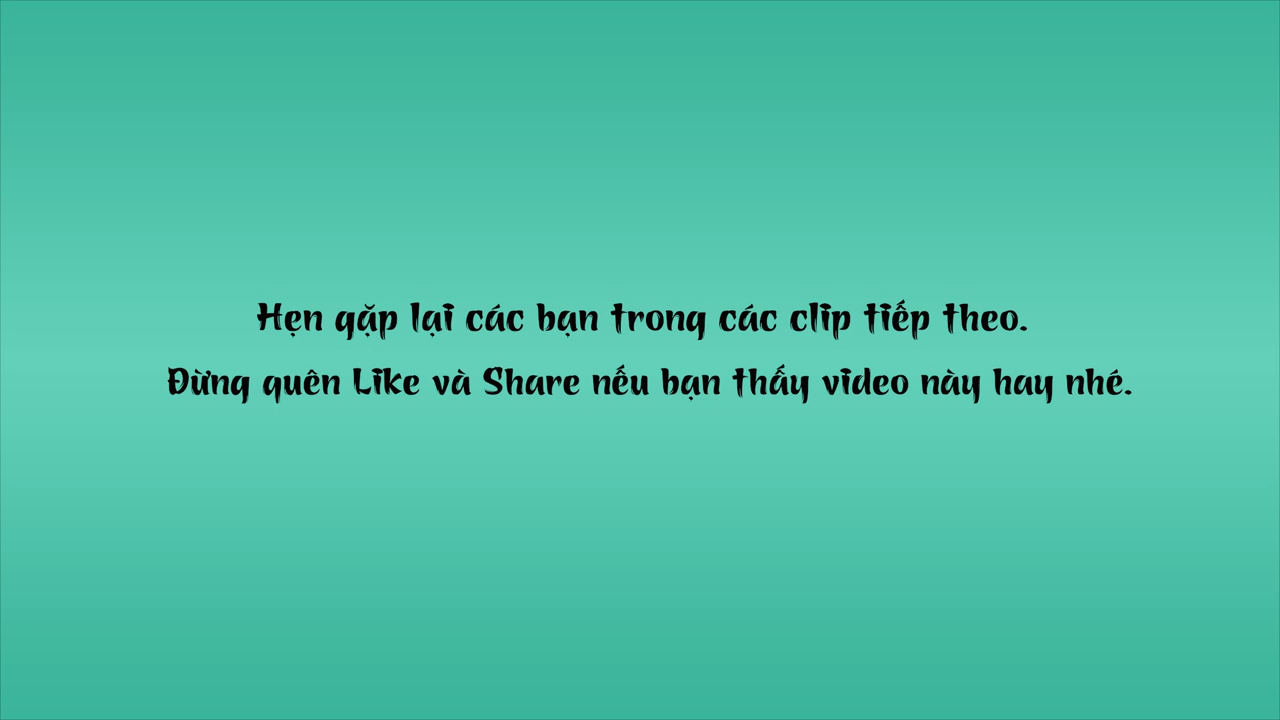 Hẹn gặp lại các bạn trong các clip tiếp theo.
Đừng quên Like và Share nếu bạn thấy video này hay nhé.